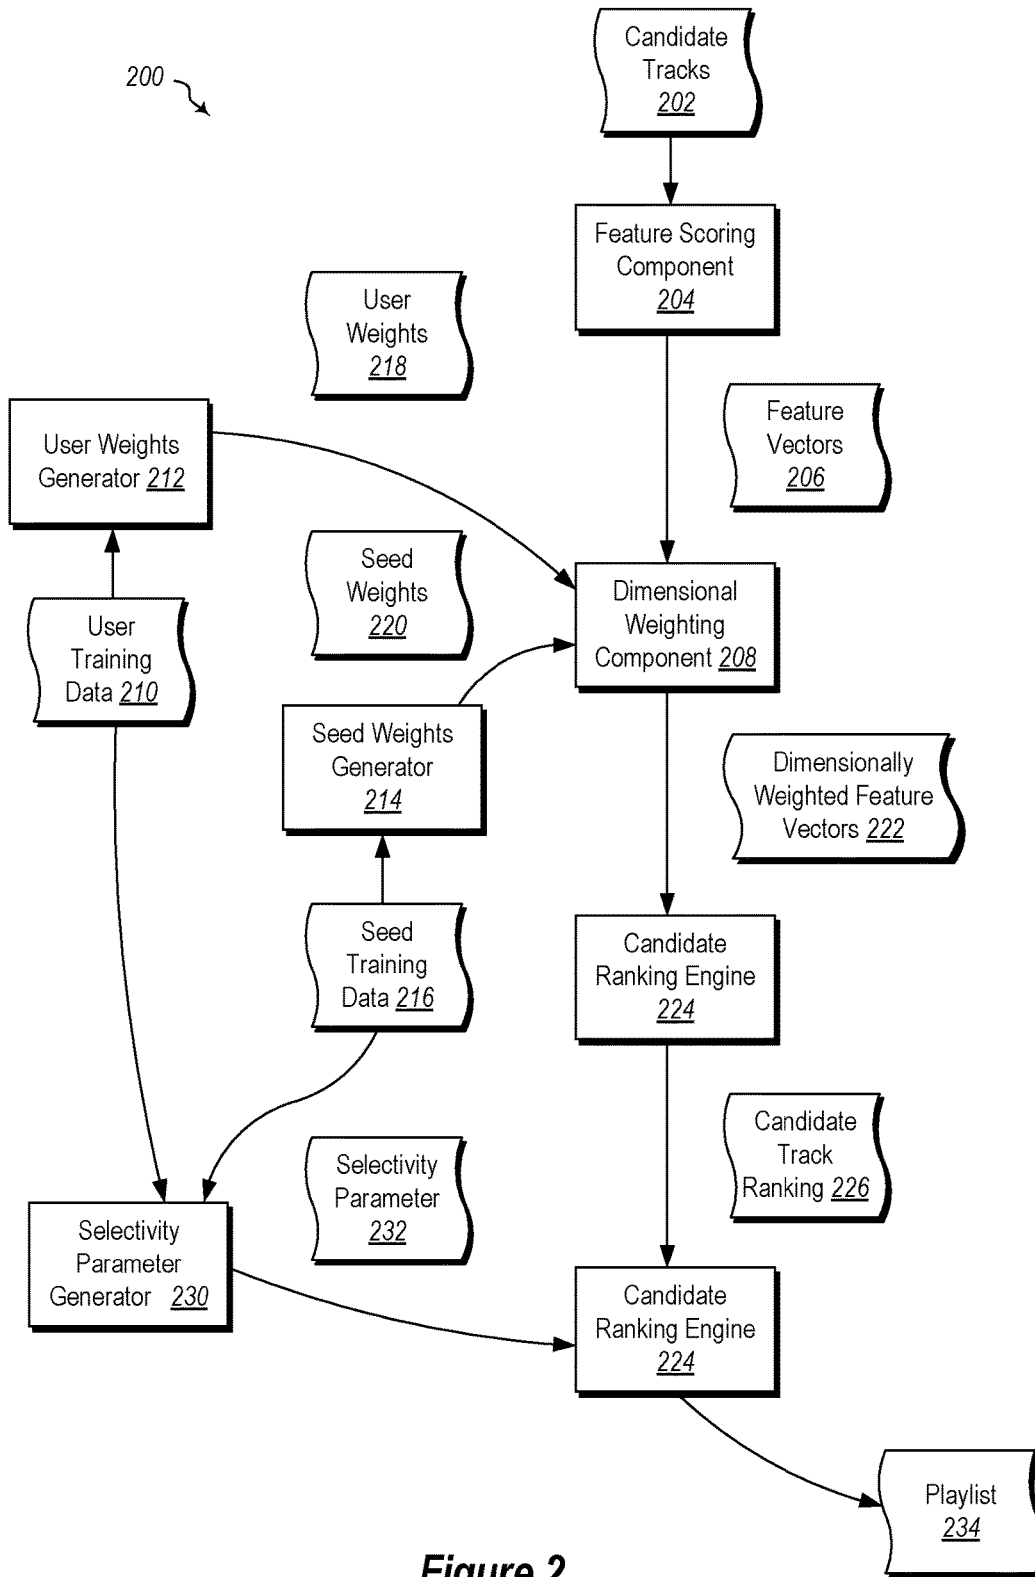 Candidate
Tracks
202
200
Feature Scoring
Component
204
User
Weights
218
Feature
Vectors
206
User Weights
Generator 212
Seed
Weights
220
Dimensional
Weighting
Component 208
User
Training
Data 210
Seed Weights
Generator
214
Dimensionally
Weighted Feature
Vectors 222
Seed
Training
Data 216
Candidate
Ranking Engine
224
Candidate
Track
Ranking 226
Selectivity
Parameter
232
Selectivity
Parameter
Generator 230
Candidate
Ranking Engine
224
Playlist
234
Figure 2